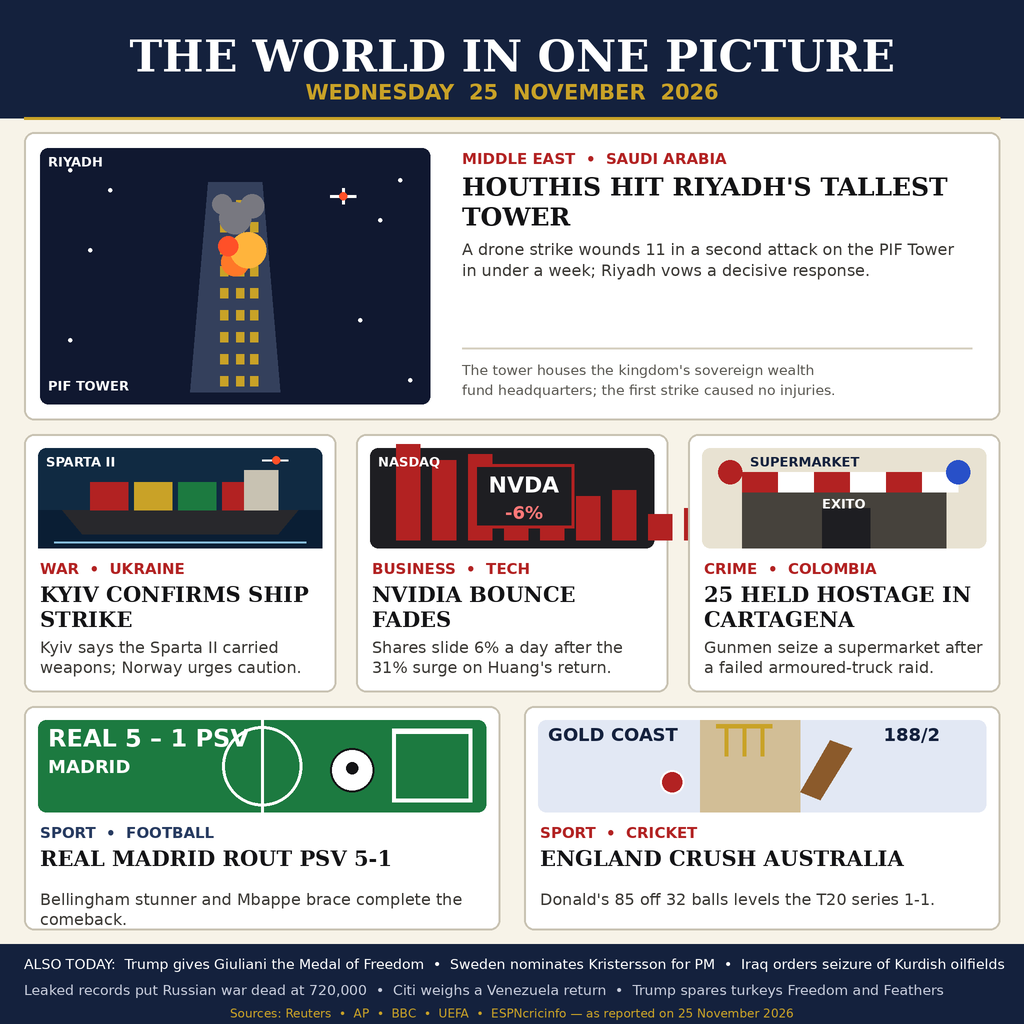 THE WORLD IN ONE PICTURE
WEDNESDAY 25 NOVEMBER 2026
RIYADH
PIF TOWER
MIDDLE EAST • SAUDI ARABIA
HOUTHIS HIT RIYADH'S TALLEST
TOWER
A drone strike wounds 11 in a second attack on the PIF Tower
in under a week; Riyadh vows a decisive response.
The tower houses the kingdom's sovereign wealth
fund headquarters; the first strike caused no injuries.
SPARTA II
WAR • UKRAINE
KYIV CONFIRMS SHIP
STRIKE
Kyiv says the Sparta II carried
weapons; Norway urges caution.
NASDAQ
NVDA
-6%
BUSINESS • TECH
NVIDIA BOUNCE
FADES
Shares slide 6% a day after the
31% surge on Huang's return.
SUPERMARKET
EXITO
CRIME • COLOMBIA
25 HELD HOSTAGE IN
CARTAGENA
Gunmen seize a supermarket after
a failed armoured-truck raid.
REAL 5 – 1 PSV
MADRID
SPORT • FOOTBALL
REAL MADRID ROUT PSV 5-1
Bellingham stunner and Mbappe brace complete the
comeback.
GOLD COAST
188/2
SPORT • CRICKET
ENGLAND CRUSH AUSTRALIA
Donald's 85 off 32 balls levels the T20 series 1-1.
ALSO TODAY: Trump gives Giuliani the Medal of Freedom • Sweden nominates Kristersson for PM • Iraq orders seizure of Kurdish oilfields
Leaked records put Russian war dead at 720,000 • Citi weighs a Venezuela return • Trump spares turkeys Freedom and Feathers
Sources: Reuters • AP • BBC • UEFA • ESPNcricinfo — as reported on 25 November 2026